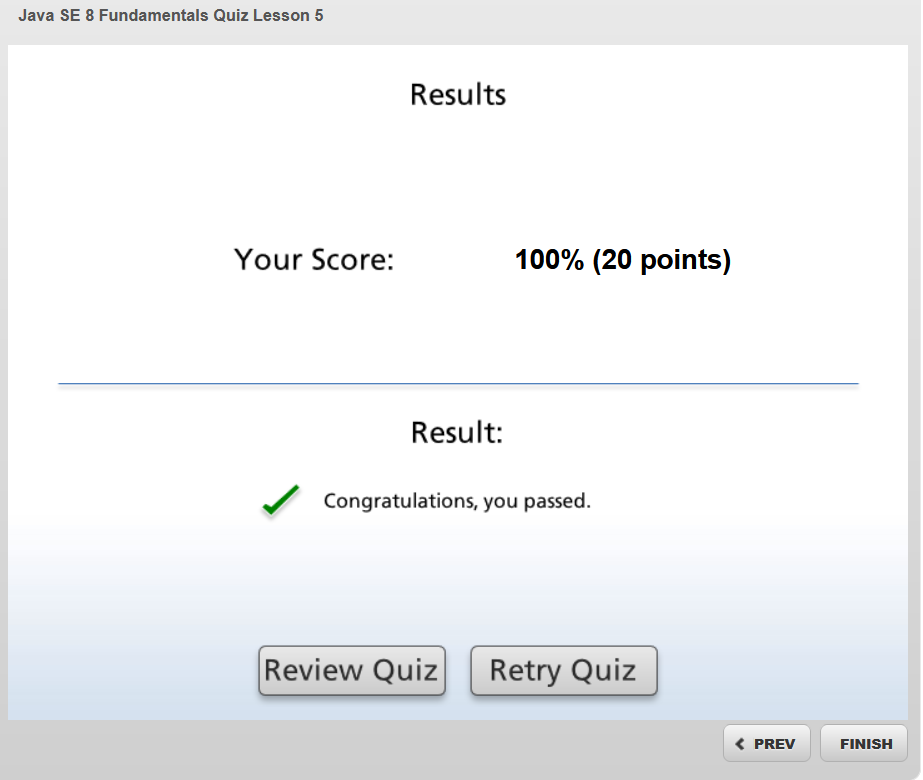 Java SE 8 Fundamentals Quiz Lesson 5
Results
Your Score: 100% (20 points)
Result:
Congratulations, you passed.
Review Quiz Retry Quiz
PREV FINISH